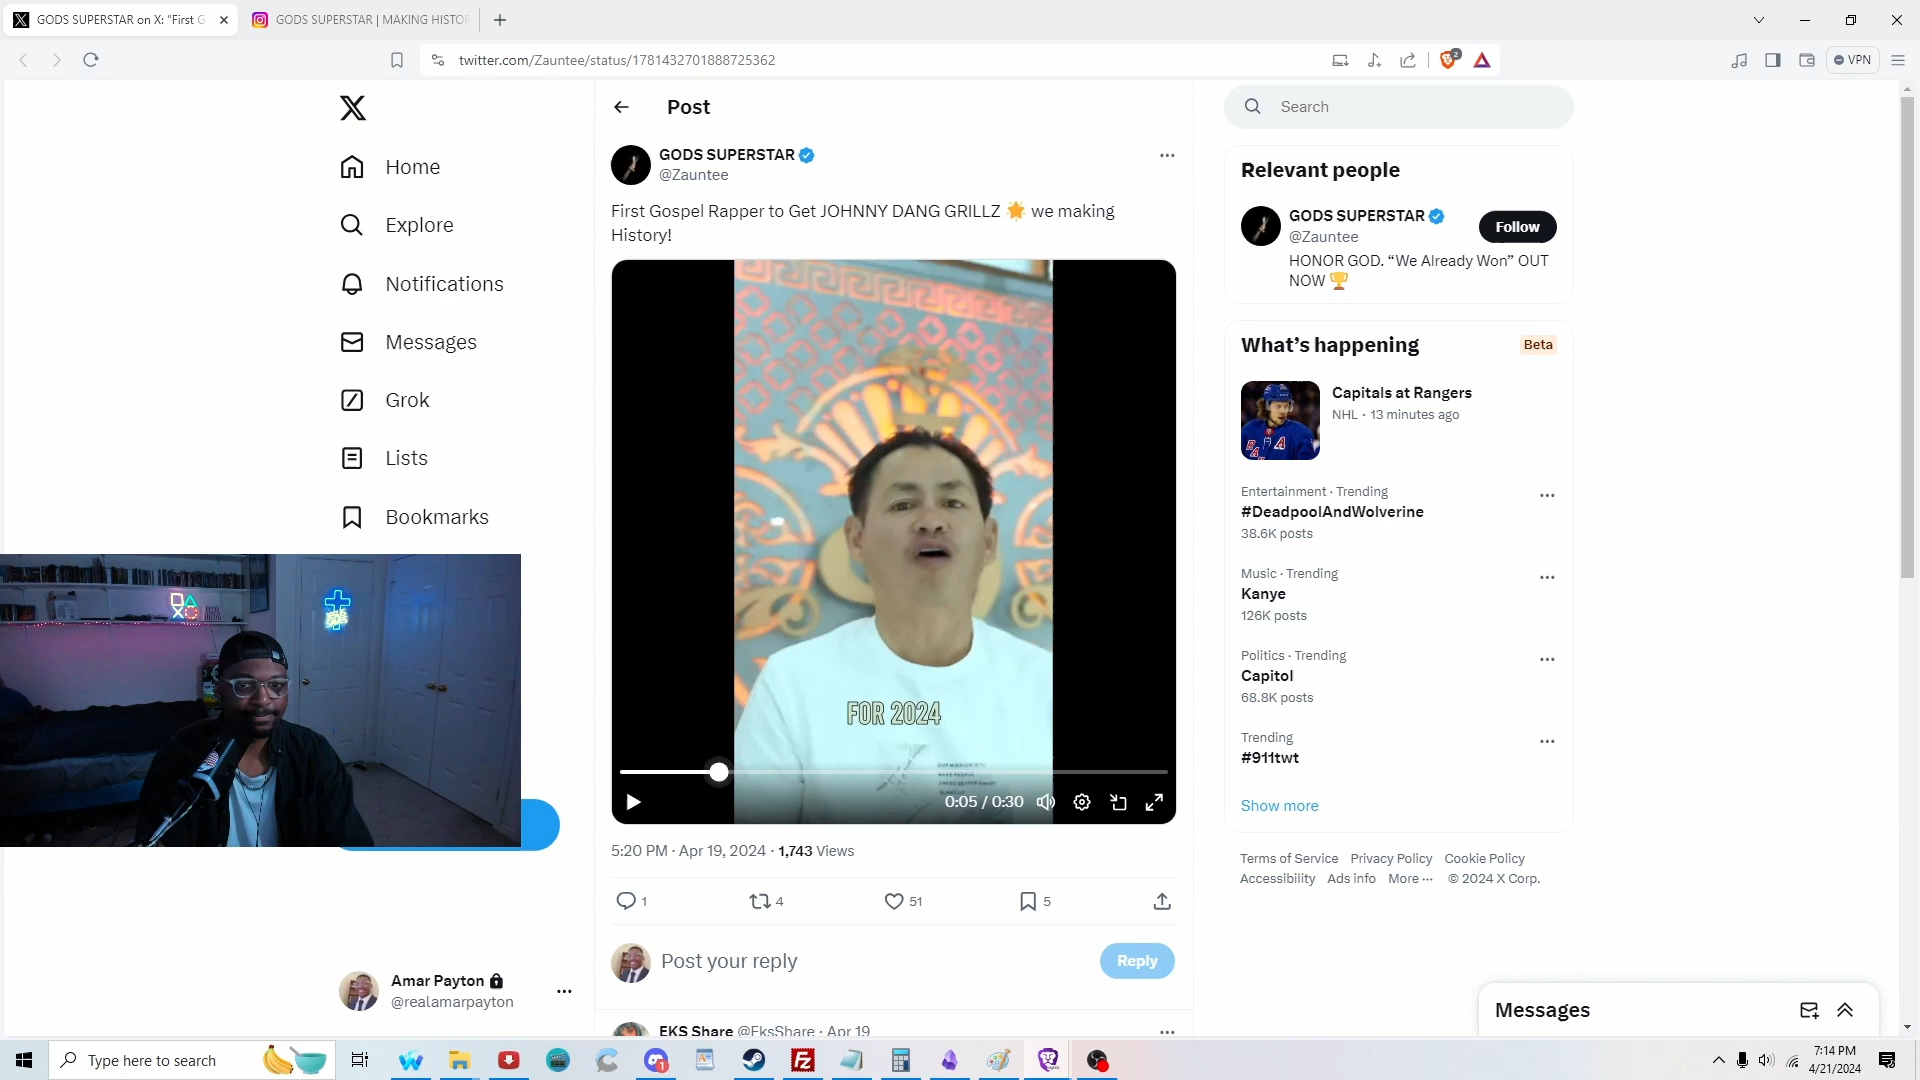 GODS SUPERSTAR on X: "First G
GODS SUPERSTAR | MAKING HISTOR
twitter.com/Zauntee/status/1781432701888725362
2
VPN
Home
Explore
Notifications
Messages
Grok
Lists
Bookmarks
Amar Payton
@realamarpayton
Post
GODS SUPERSTAR
@Zauntee
First Gospel Rapper to Get JOHNNY DANG GRILLZ 🌟 we making
History!
FOR 2024
0:05 / 0:30
5:20 PM · Apr 19, 2024 · 1,743 Views
1
4
51
5
Post your reply
Reply
EKS Share @EksShare · Apr 19
Search
Relevant people
GODS SUPERSTAR
@Zauntee
Follow
HONOR GOD. “We Already Won” OUT
NOW 🏆
What’s happening
Beta
Capitals at Rangers
NHL · 13 minutes ago
Entertainment · Trending
#DeadpoolAndWolverine
38.6K posts
Music · Trending
Kanye
126K posts
Politics · Trending
Capitol
68.8K posts
Trending
#911twt
Show more
Terms of Service Privacy Policy Cookie Policy
Accessibility Ads info More ··· © 2024 X Corp.
Messages
Type here to search
1
7:14 PM
4/21/2024